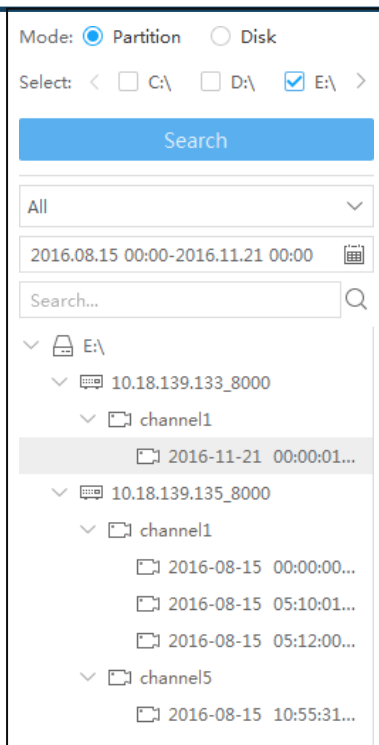 Mode: Partition Disk
Select: < C:\ D:\ E:\ >
Search
All
2016.08.15 00:00-2016.11.21 00:00
Search...
E:\
10.18.139.133_8000
channel1
2016-11-21 00:00:01...
10.18.139.135_8000
channel1
2016-08-15 00:00:00...
2016-08-15 05:10:01...
2016-08-15 05:12:00...
channel5
2016-08-15 10:55:31...